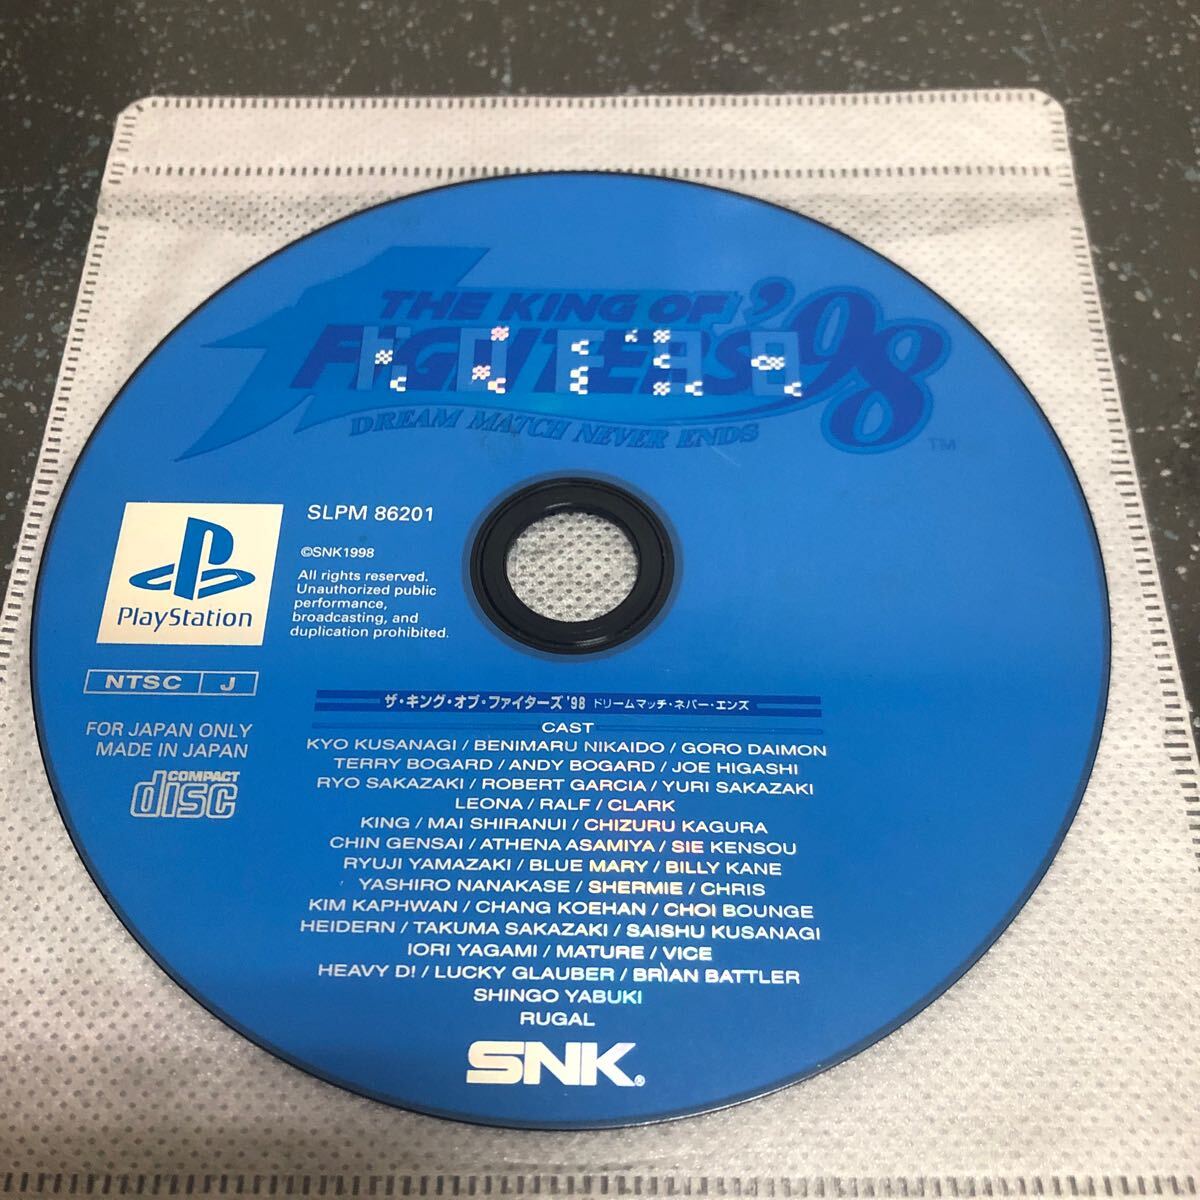 THE KING OF
FIGHTERS '98
DREAM MATCH NEVER ENDS
TM
SLPM 86201
©SNK1998
All rights reserved.
Unauthorized public
performance,
broadcasting, and
duplication prohibited.
PlayStation
NTSC J
FOR JAPAN ONLY
MADE IN JAPAN
COMPACT
disc
ザ・キング・オブ・ファイターズ'98 ドリームマッチ・ネバー・エンズ
CAST
KYO KUSANAGI / BENIMARU NIKAIDO / GORO DAIMON
TERRY BOGARD / ANDY BOGARD / JOE HIGASHI
RYO SAKAZAKI / ROBERT GARCIA / YURI SAKAZAKI
LEONA / RALF / CLARK
KING / MAI SHIRANUI / CHIZURU KAGURA
CHIN GENSAI / ATHENA ASAMIYA / SIE KENSOU
RYUJI YAMAZAKI / BLUE MARY / BILLY KANE
YASHIRO NANAKASE / SHERMIE / CHRIS
KIM KAPHWAN / CHANG KOEHAN / CHOI BOUNGE
HEIDERN / TAKUMA SAKAZAKI / SAISHU KUSANAGI
IORI YAGAMI / MATURE / VICE
HEAVY D! / LUCKY GLAUBER / BRIAN BATTLER
SHINGO YABUKI
RUGAL
SNK®